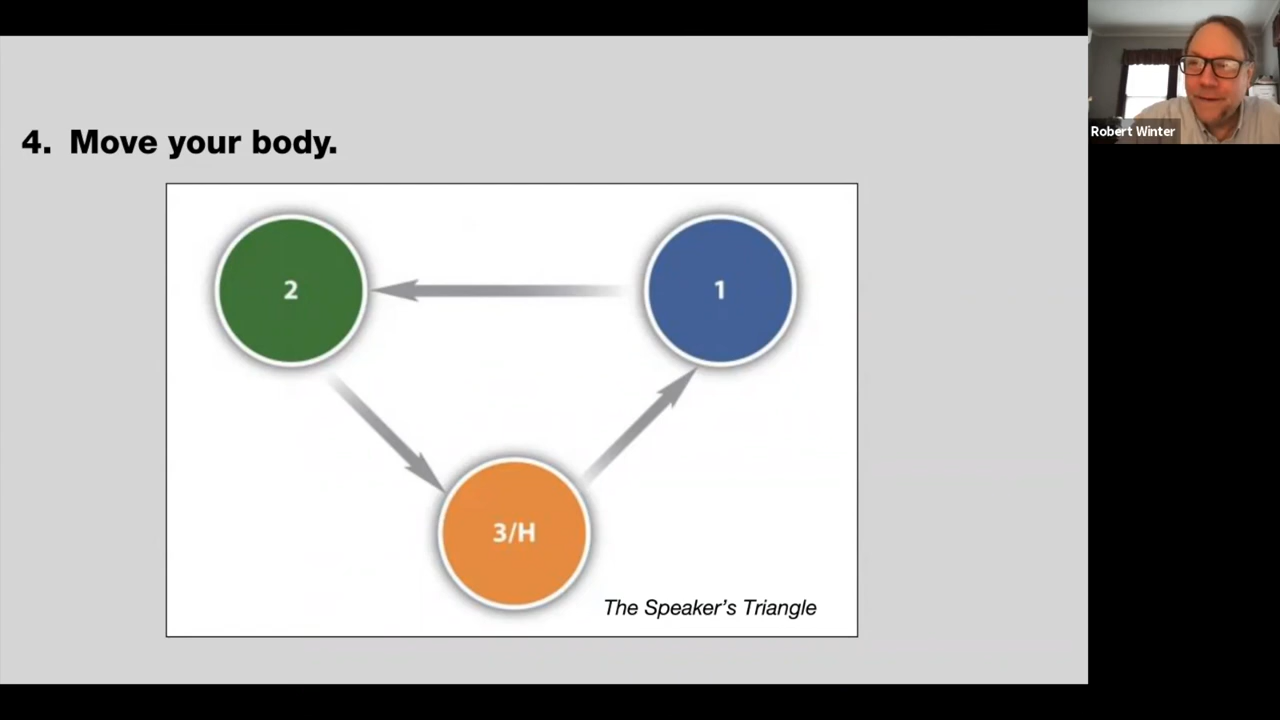 4. Move your body.
2
1
3/H
The Speaker's Triangle
Robert Winter